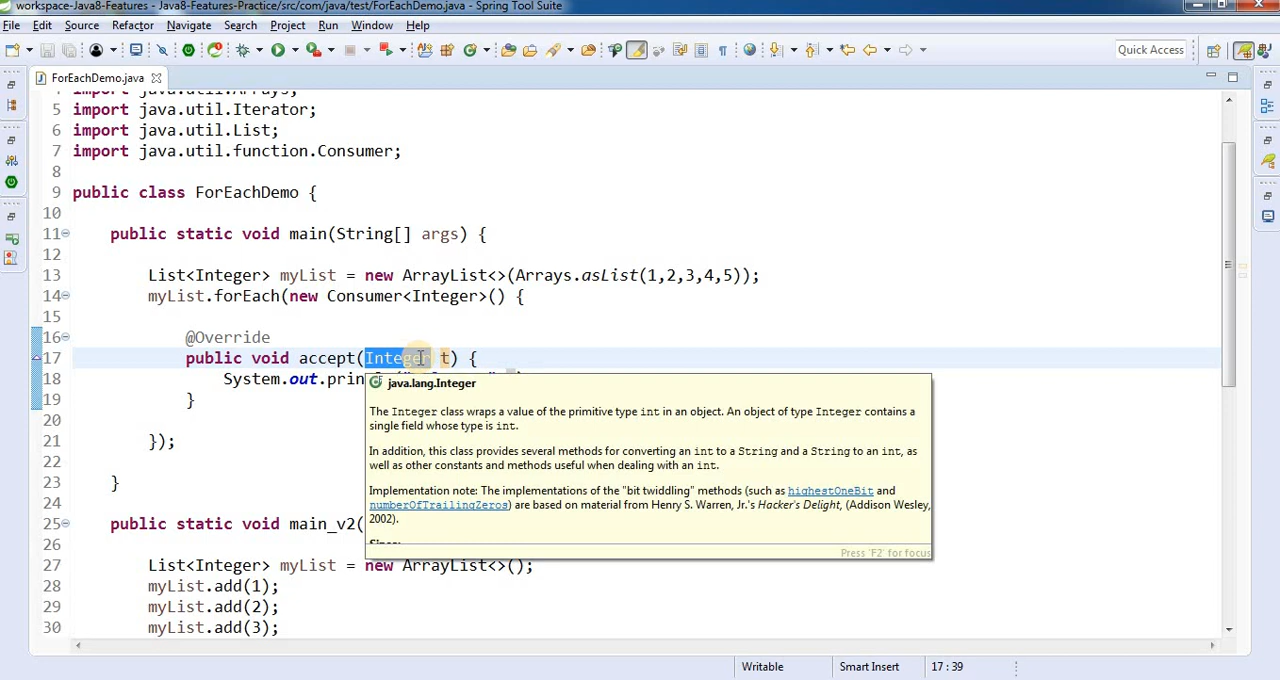 workspace-Java8-Features - Java8-Features-Practice/src/com/java/test/ForEachDemo.java - Spring Tool Suite
File Edit Source Refactor Navigate Search Project Run Window Help
Quick Access
ForEachDemo.java
4 import java.util.Arrays;
5 import java.util.Iterator;
6 import java.util.List;
7 import java.util.function.Consumer;
8
9 public class ForEachDemo {
10
11 public static void main(String[] args) {
12
13 List<Integer> myList = new ArrayList<>(Arrays.asList(1,2,3,4,5));
14 myList.forEach(new Consumer<Integer>() {
15
16 @Override
17 public void accept(Integer t) {
18 System.out.prin
19 }
20
21 });
22
23 }
24
25 public static void main_v2(
26
27 List<Integer> myList = new ArrayList<>();
28 myList.add(1);
29 myList.add(2);
30 myList.add(3);
java.lang.Integer
The Integer class wraps a value of the primitive type int in an object. An object of type Integer contains a
single field whose type is int.
In addition, this class provides several methods for converting an int to a String and a String to an int, as
well as other constants and methods useful when dealing with an int.
Implementation note: The implementations of the "bit twiddling" methods (such as highestOneBit and
numberOfTrailingZeros) are based on material from Henry S. Warren, Jr.'s Hacker's Delight, (Addison Wesley,
2002).
Press 'F2' for focus
Writable Smart Insert 17 : 39